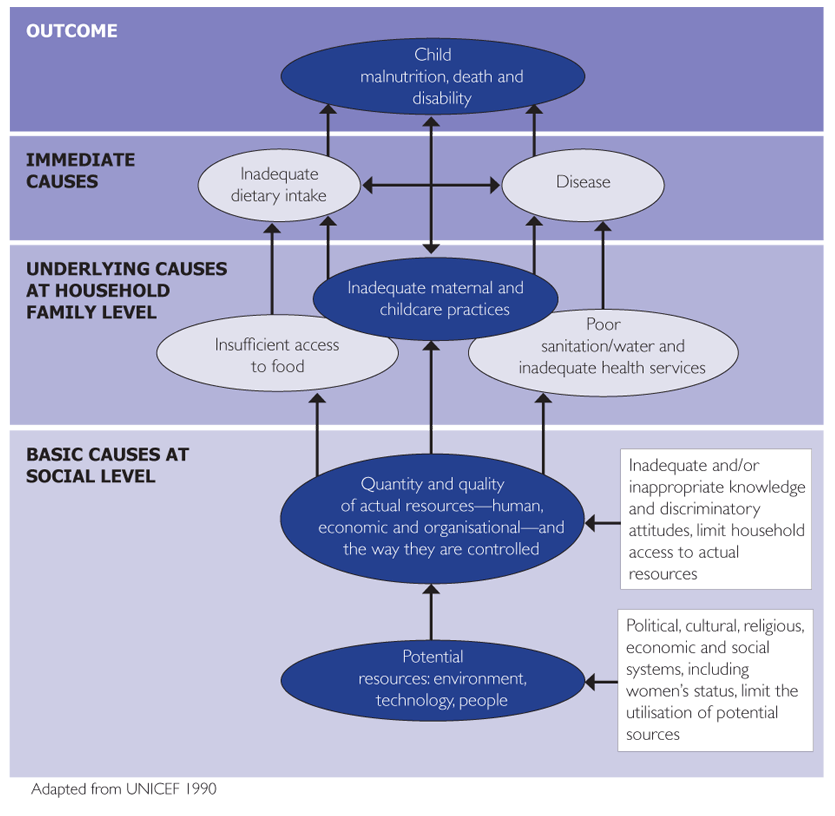 OUTCOME
Child
malnutrition, death and
disability
IMMEDIATE
CAUSES
Inadequate
dietary intake
Disease
UNDERLYING CAUSES
AT HOUSEHOLD
FAMILY LEVEL
Inadequate maternal and
childcare practices
Insufficient access
to food
Poor
sanitation/water and
inadequate health services
BASIC CAUSES AT
SOCIAL LEVEL
Quantity and quality
of actual resources—human,
economic and organisational—and
the way they are controlled
Inadequate and/or
inappropriate knowledge
and discriminatory
attitudes, limit household
access to actual
resources
Potential
resources: environment,
technology, people
Political, cultural, religious,
economic and social
systems, including
women's status, limit the
utilisation of potential
sources
Adapted from UNICEF 1990